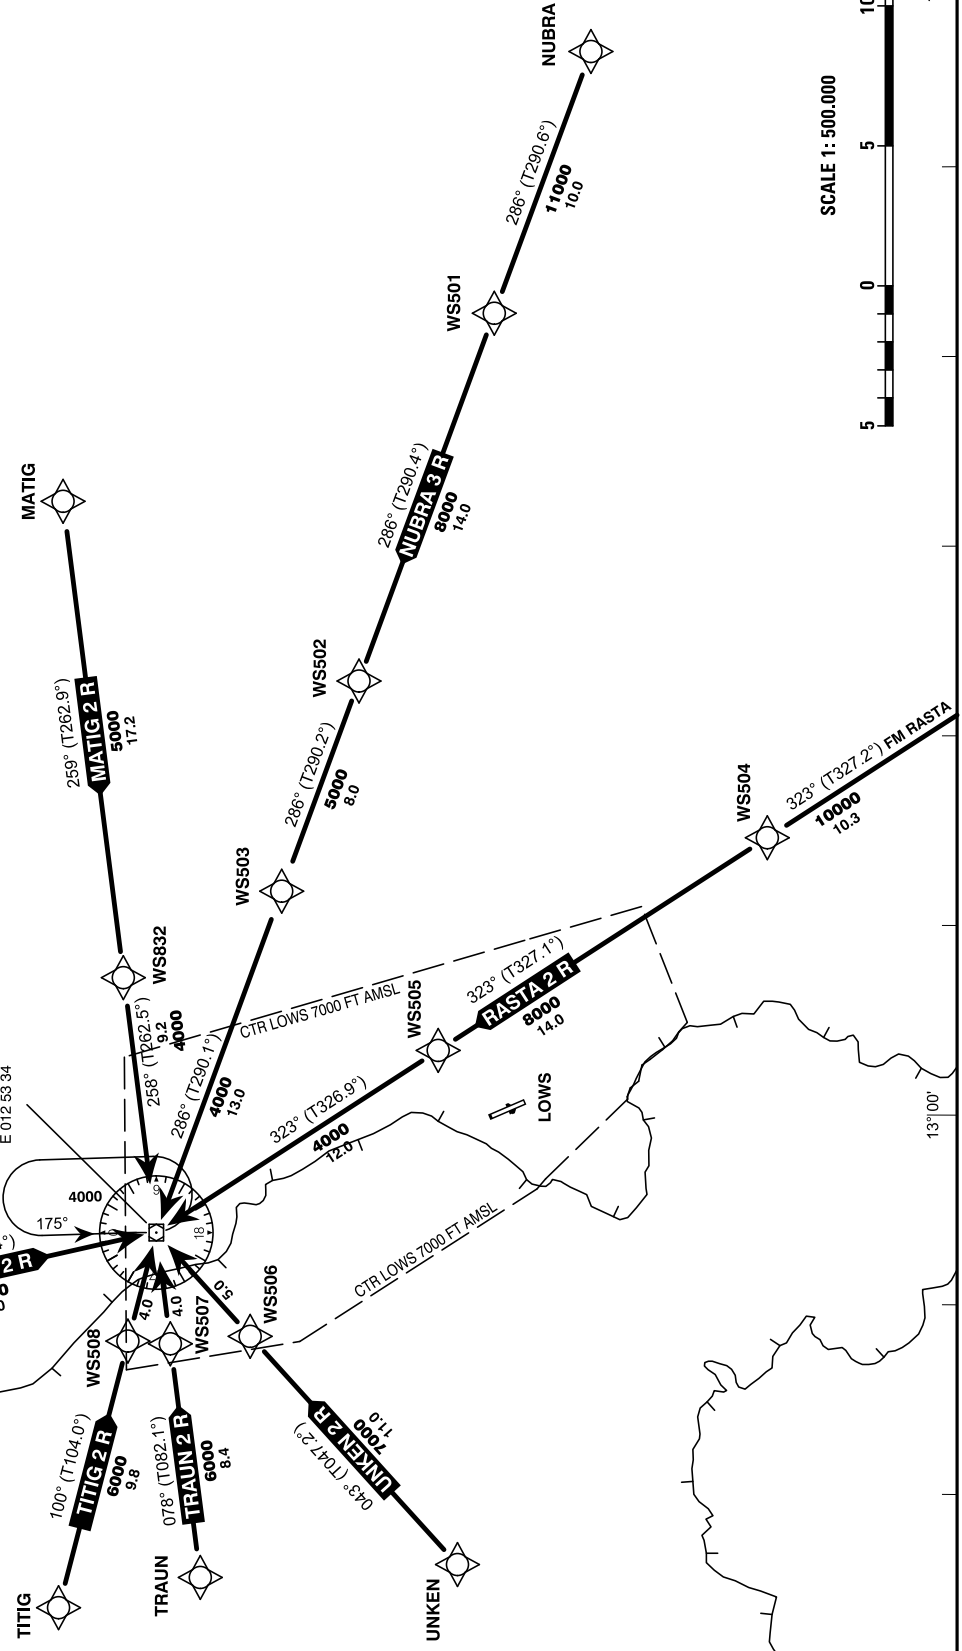 NUBRA
286° (T290.6°)
11000
10.0
WS501
286° (T290.4°)
NUBRA 3 R
8000
14.0
WS502
286° (T290.2°)
5000
8.0
WS503
286° (T290.1°)
4000
13.0
MATIG
259° (T262.9°)
MATIG 2 R
5000
17.2
WS832
258° (T262.5°)
9.2
4000
CTR LOWS 7000 FT AMSL
FM RASTA
323° (T327.2°)
10000
10.3
WS504
323° (T327.1°)
RASTA 2 R
8000
14.0
WS505
323° (T326.9°)
4000
12.0
LOWS
CTR LOWS 7000 FT AMSL
E 012 53 34
4000
175°
2 R
9
18
4.0
4.0
5.0
WS508
WS507
WS506
100° (T104.0°)
TITIG 2 R
6000
9.8
TITIG
078° (T082.1°)
TRAUN 2 R
6000
8.4
TRAUN
043° (T047.2°)
UNKEN 2 R
7000
11.0
UNKEN
SCALE 1: 500.000
5
0
5
10
13°00'